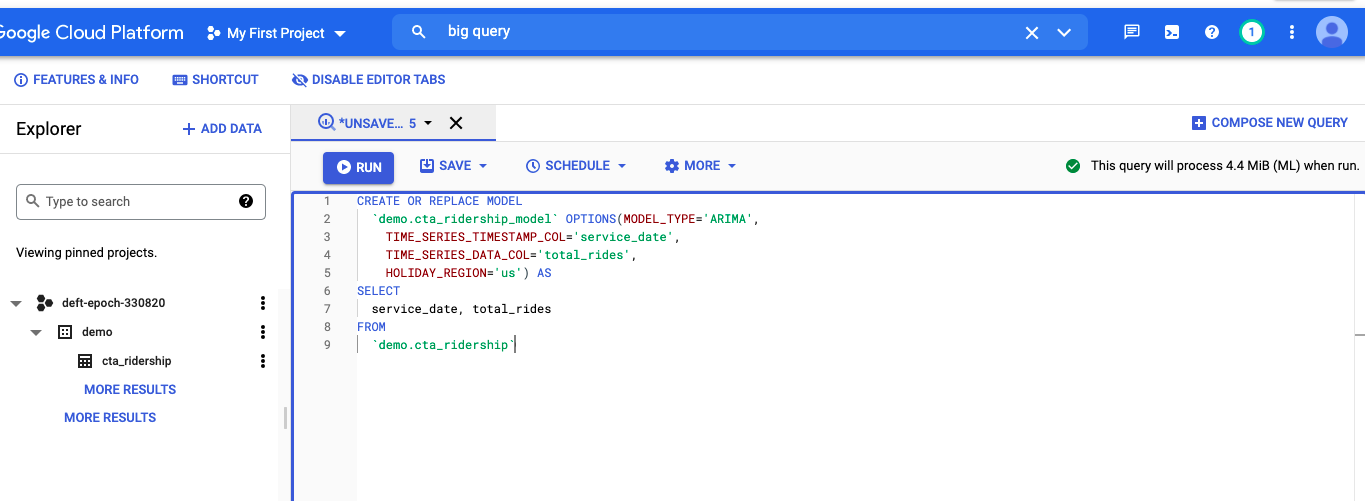 Google Cloud Platform My First Project big query 1
FEATURES & INFO SHORTCUT DISABLE EDITOR TABS
Explorer + ADD DATA
*UNSAVE... 5 COMPOSE NEW QUERY
RUN SAVE SCHEDULE MORE This query will process 4.4 MiB (ML) when run.
Type to search
Viewing pinned projects.
deft-epoch-330820
demo
cta_ridership
MORE RESULTS
MORE RESULTS
1 CREATE OR REPLACE MODEL
2 `demo.cta_ridership_model` OPTIONS(MODEL_TYPE='ARIMA',
3 TIME_SERIES_TIMESTAMP_COL='service_date',
4 TIME_SERIES_DATA_COL='total_rides',
5 HOLIDAY_REGION='us') AS
6 SELECT
7 service_date, total_rides
8 FROM
9 `demo.cta_ridership`